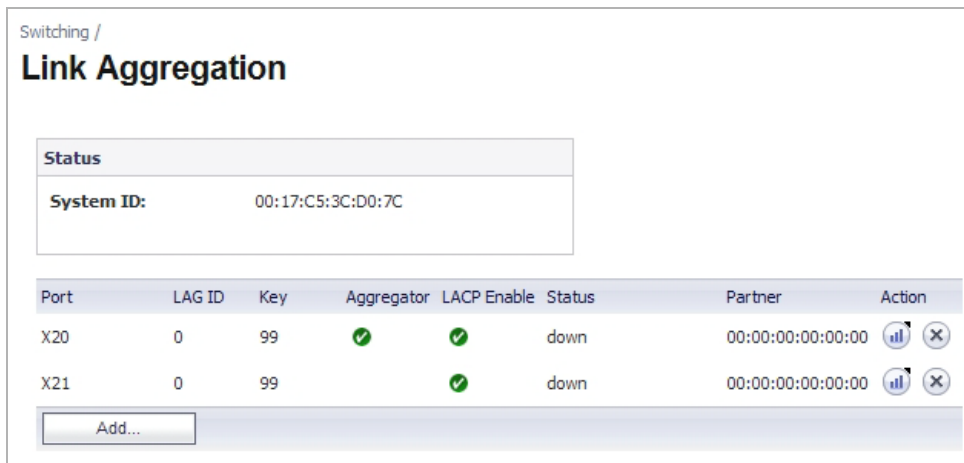 Switching /
Link Aggregation
Status
System ID: 00:17:C5:3C:D0:7C
Port LAG ID Key Aggregator LACP Enable Status Partner Action
X20 0 99 down 00:00:00:00:00:00
X21 0 99 down 00:00:00:00:00:00
Add...